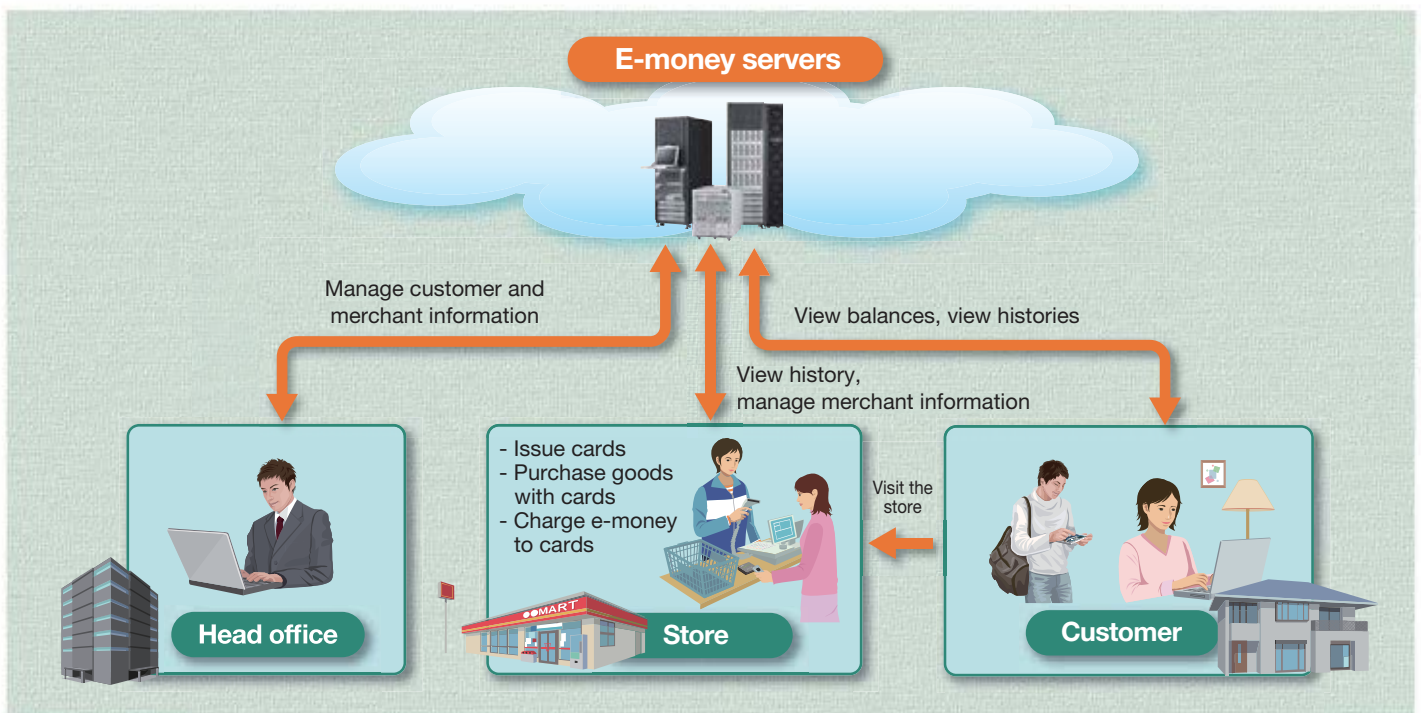 E-money servers
Manage customer and
merchant information
View balances, view histories
View history,
manage merchant information
- Issue cards
- Purchase goods
with cards
- Charge e-money
to cards
Visit the
store
MART
Head office
Store
Customer